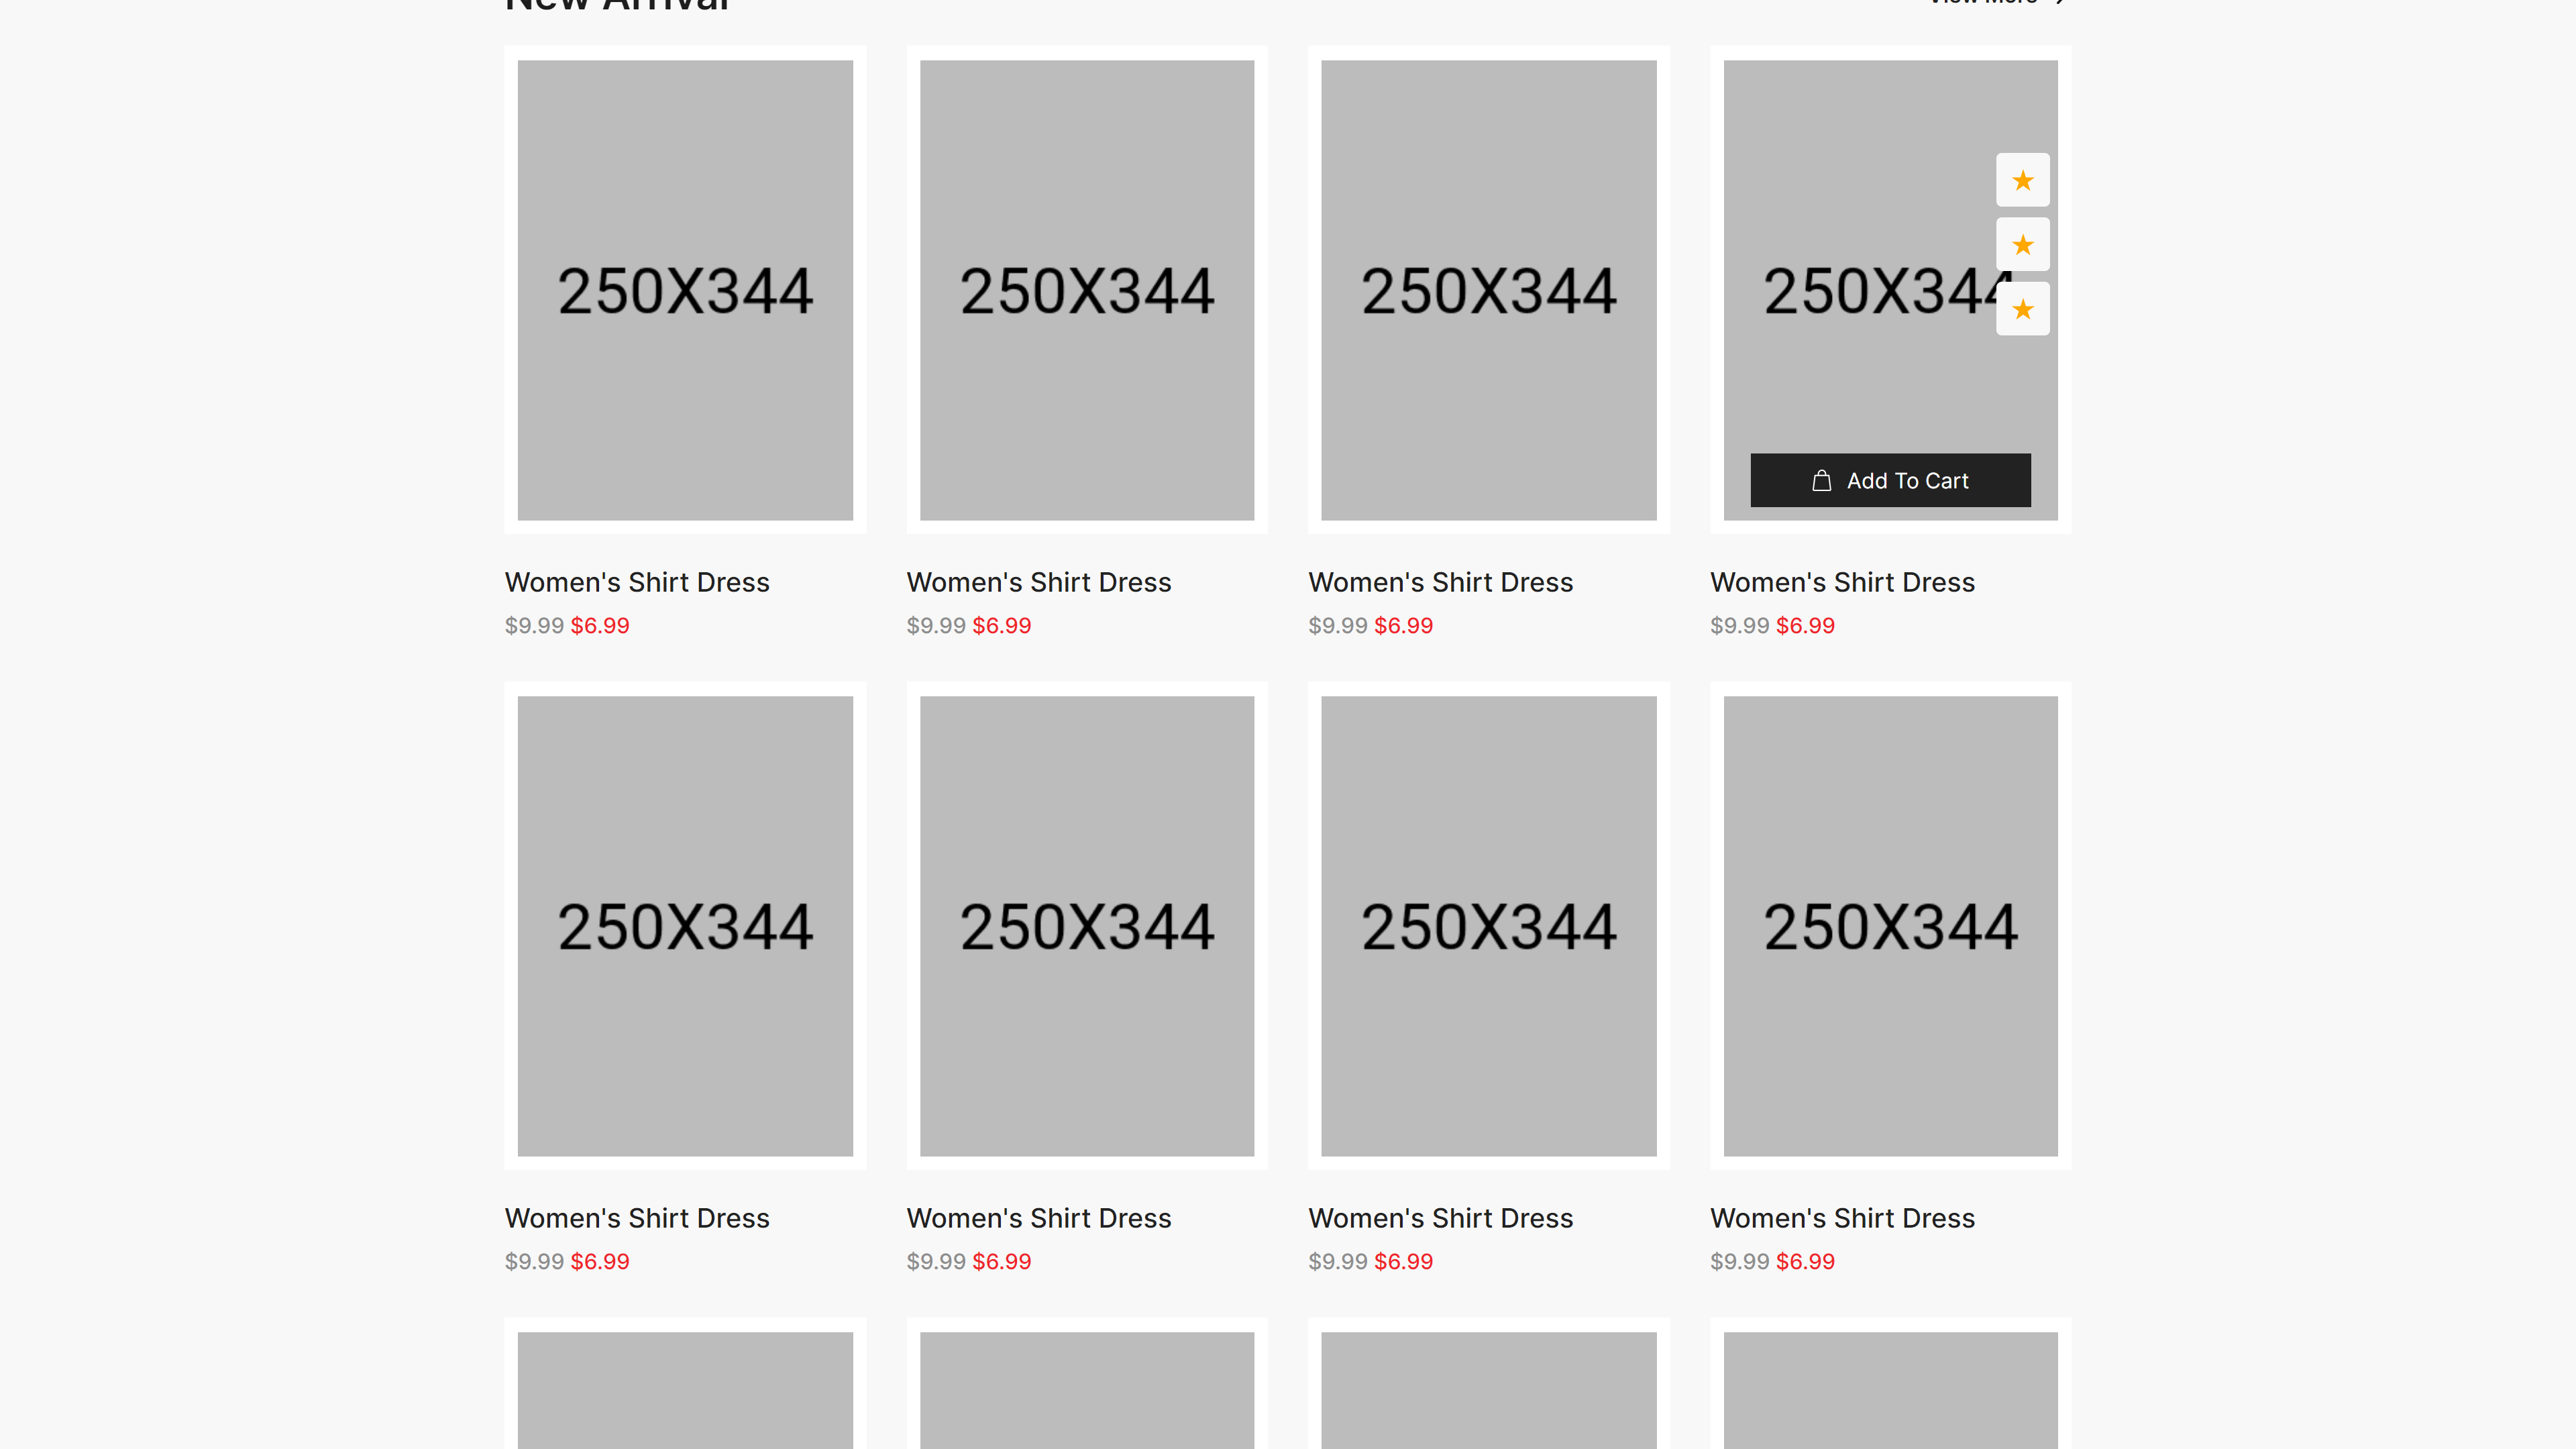 New Arrival
View More
250X344 250X344 250X344 250X344
Add To Cart
Women's Shirt Dress Women's Shirt Dress Women's Shirt Dress Women's Shirt Dress
$9.99 $6.99 $9.99 $6.99 $9.99 $6.99 $9.99 $6.99
250X344 250X344 250X344 250X344
Women's Shirt Dress Women's Shirt Dress Women's Shirt Dress Women's Shirt Dress
$9.99 $6.99 $9.99 $6.99 $9.99 $6.99 $9.99 $6.99